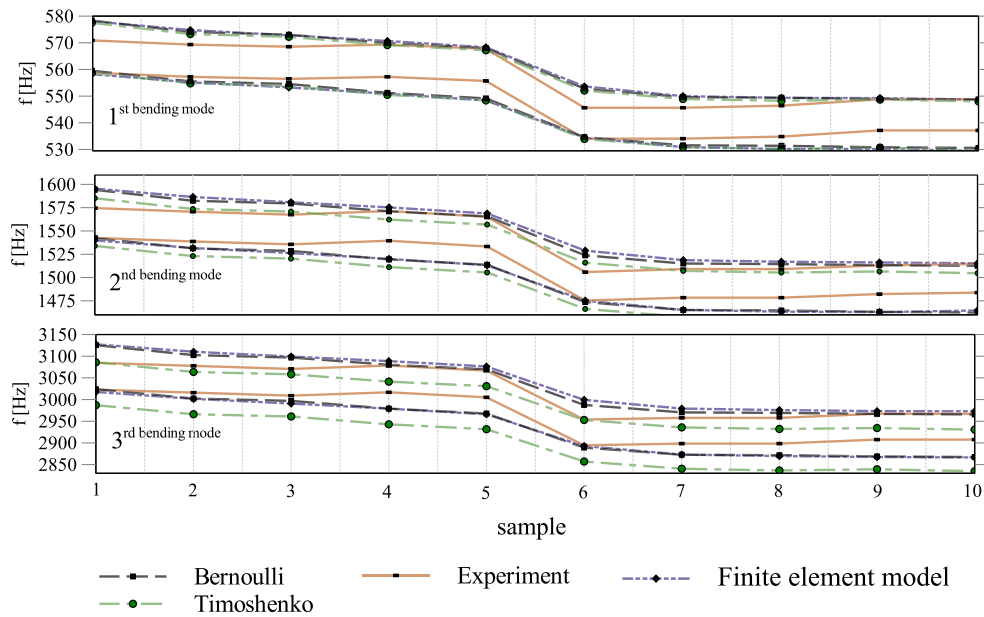 580
570
560
550
540
530
f [Hz]
1st bending mode
1600
1575
1550
1525
1500
1475
f [Hz]
2nd bending mode
3150
3100
3050
3000
2950
2900
2850
f [Hz]
3rd bending mode
1 2 3 4 5 6 7 8 9 10
sample
Bernoulli Experiment Finite element model
Timoshenko